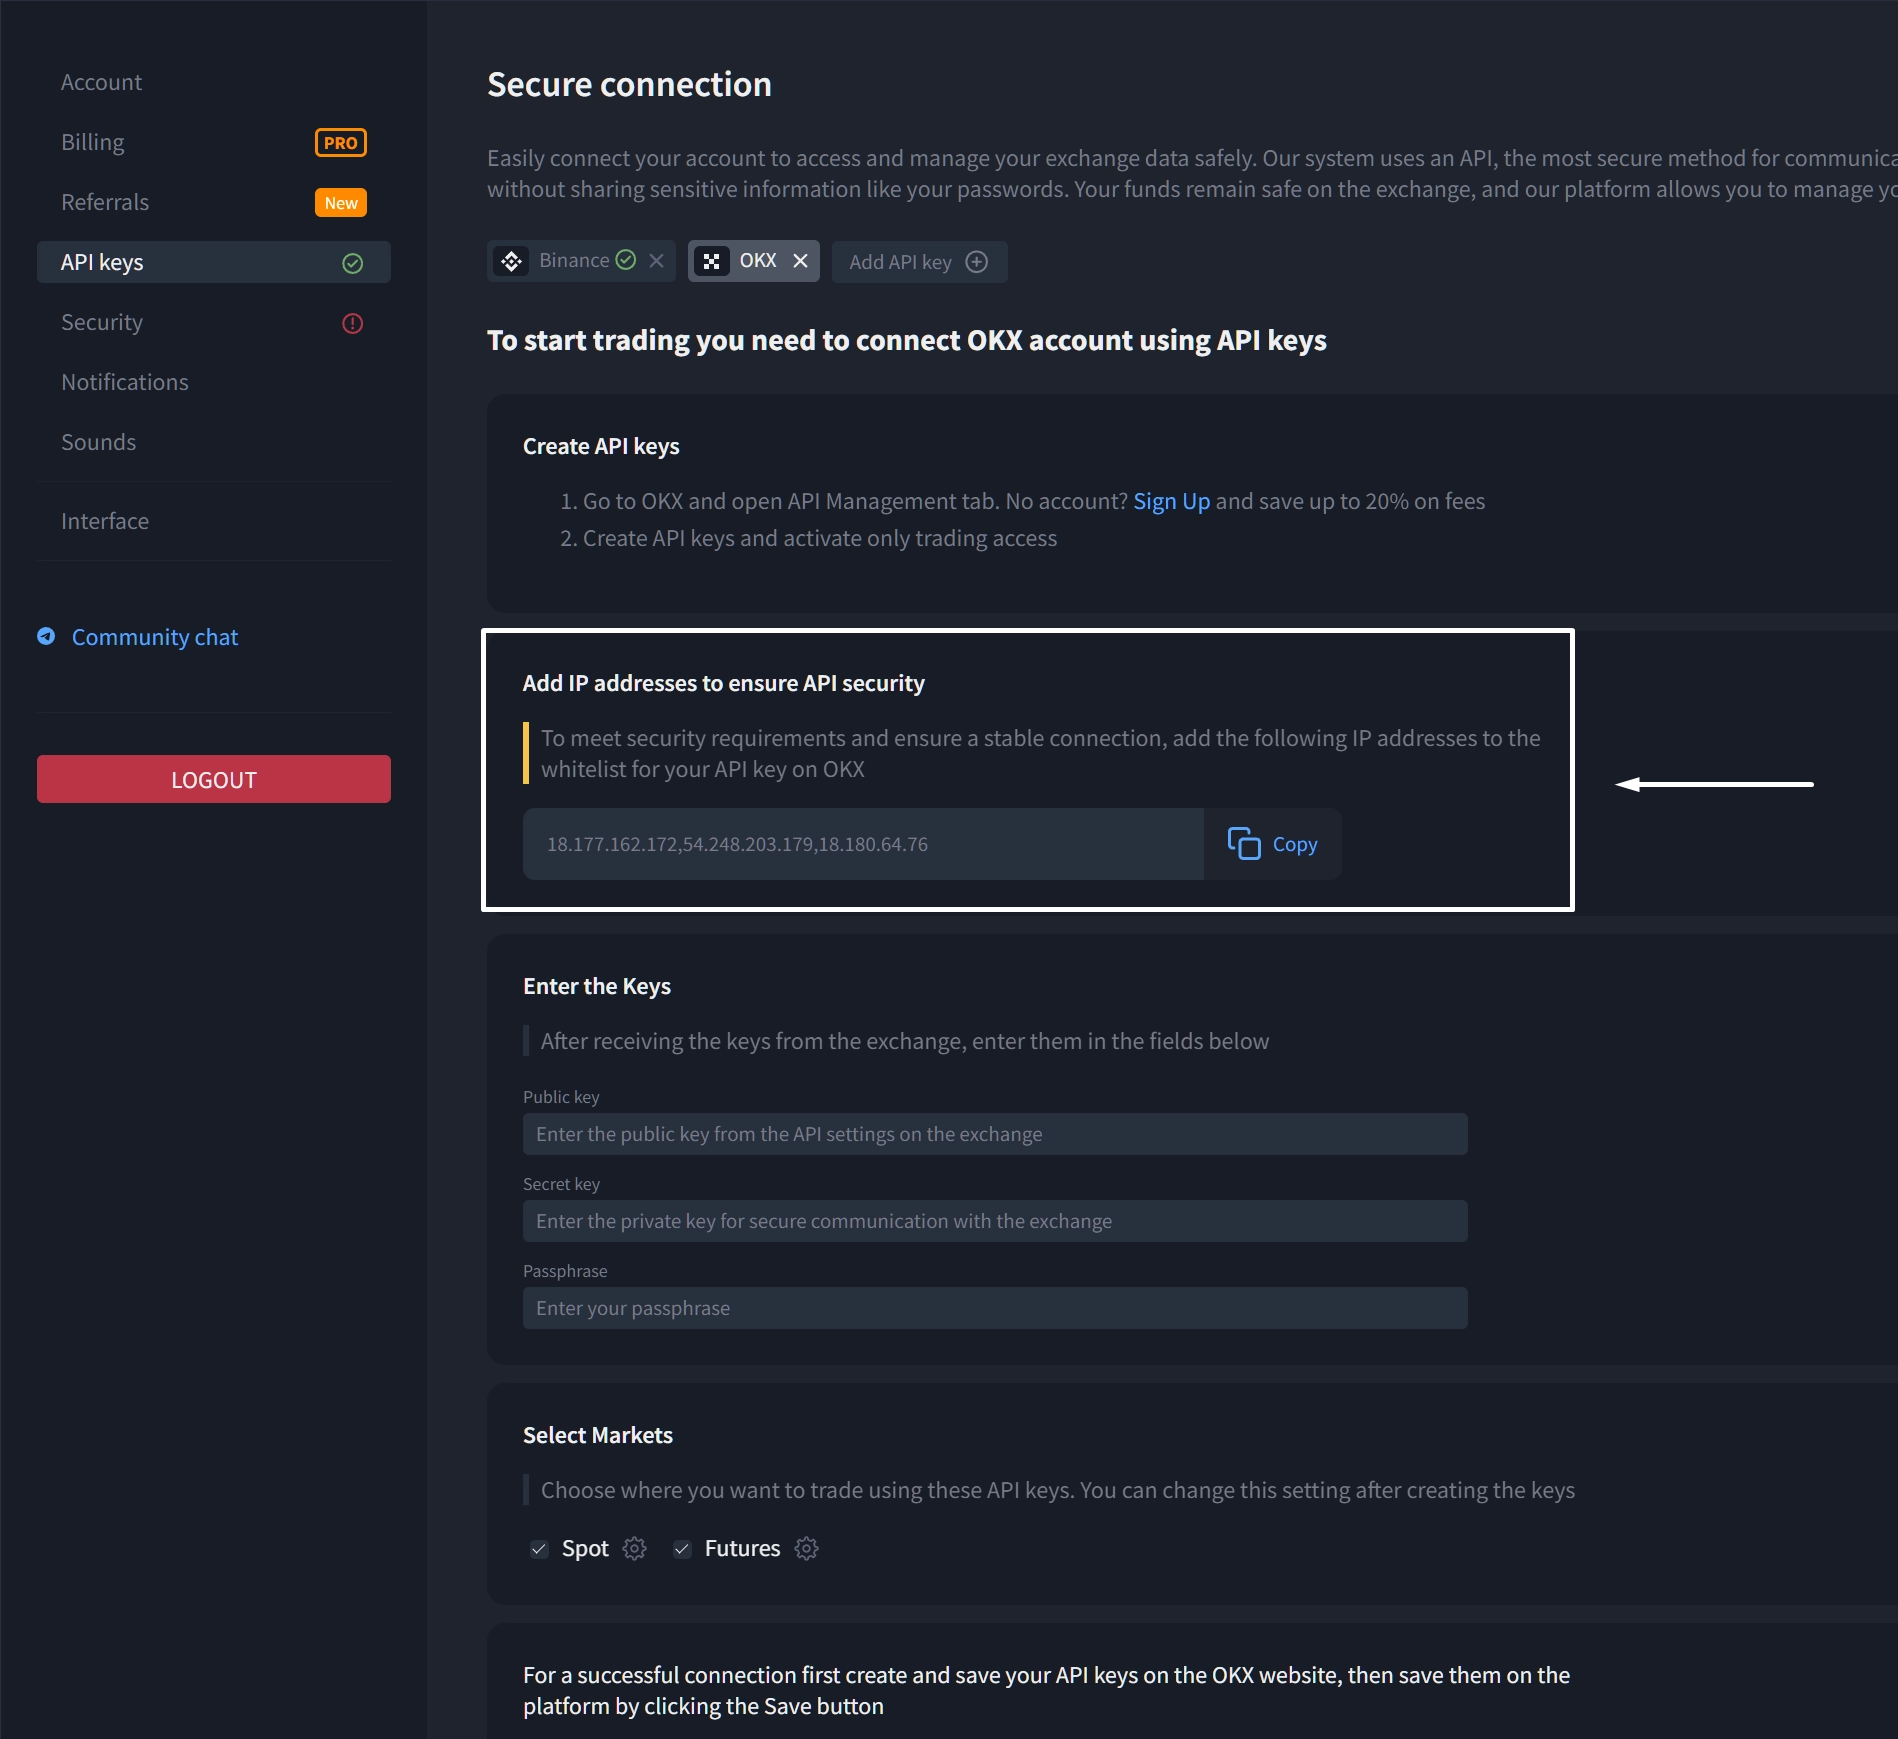 Account
Billing PRO
Referrals New
API keys
Security
Notifications
Sounds
Interface
Community chat
LOGOUT
Secure connection
Easily connect your account to access and manage your exchange data safely. Our system uses an API, the most secure method for communica
without sharing sensitive information like your passwords. Your funds remain safe on the exchange, and our platform allows you to manage yo
Binance OKX Add API key
To start trading you need to connect OKX account using API keys
Create API keys
1. Go to OKX and open API Management tab. No account? Sign Up and save up to 20% on fees
2. Create API keys and activate only trading access
Add IP addresses to ensure API security
To meet security requirements and ensure a stable connection, add the following IP addresses to the
whitelist for your API key on OKX
18.177.162.172,54.248.203.179,18.180.64.76 Copy
Enter the Keys
After receiving the keys from the exchange, enter them in the fields below
Public key
Enter the public key from the API settings on the exchange
Secret key
Enter the private key for secure communication with the exchange
Passphrase
Enter your passphrase
Select Markets
Choose where you want to trade using these API keys. You can change this setting after creating the keys
Spot Futures
For a successful connection first create and save your API keys on the OKX website, then save them on the
platform by clicking the Save button